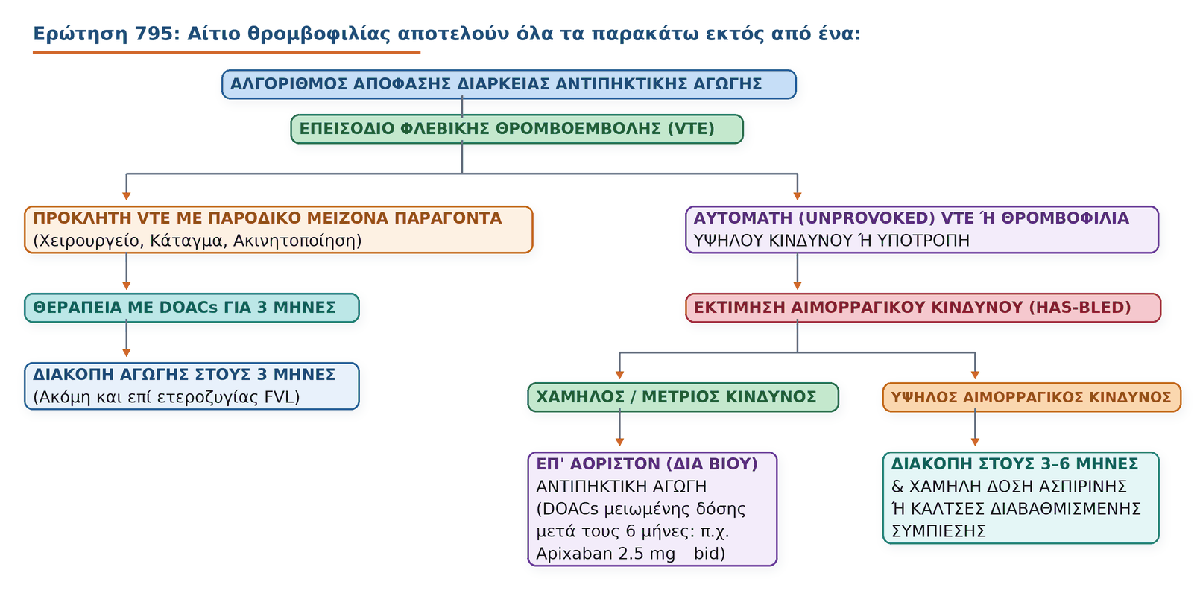 Ερώτηση 795: Αίτιο θρομβοφιλίας αποτελούν όλα τα παρακάτω εκτός από ένα:
ΑΛΓΟΡΙΘΜΟΣ ΑΠΟΦΑΣΗΣ ΔΙΑΡΚΕΙΑΣ ΑΝΤΙΠΗΚΤΙΚΗΣ ΑΓΩΓΗΣ
ΕΠΕΙΣΟΔΙΟ ΦΛΕΒΙΚΗΣ ΘΡΟΜΒΟΕΜΒΟΛΗΣ (VTE)
ΠΡΟΚΛΗΤΗ VTE ΜΕ ΠΑΡΟΔΙΚΟ ΜΕΙΖΟΝΑ ΠΑΡΑΓΟΝΤΑ
(Χειρουργείο, Κάταγμα, Ακινητοποίηση)
ΑΥΤΟΜΑΤΗ (UNPROVOKED) VTE Ή ΘΡΟΜΒΟΦΙΛΙΑ
ΥΨΗΛΟΥ ΚΙΝΔΥΝΟΥ Ή ΥΠΟΤΡΟΠΗ
ΘΕΡΑΠΕΙΑ ΜΕ DOACs ΓΙΑ 3 ΜΗΝΕΣ
ΕΚΤΙΜΗΣΗ ΑΙΜΟΡΡΑΓΙΚΟΥ ΚΙΝΔΥΝΟΥ (HAS-BLED)
ΔΙΑΚΟΠΗ ΑΓΩΓΗΣ ΣΤΟΥΣ 3 ΜΗΝΕΣ
(Ακόμη και επί ετεροζυγίας FVL)
ΧΑΜΗΛΟΣ / ΜΕΤΡΙΟΣ ΚΙΝΔΥΝΟΣ
ΥΨΗΛΟΣ ΑΙΜΟΡΡΑΓΙΚΟΣ ΚΙΝΔΥΝΟΣ
ΕΠ' ΑΟΡΙΣΤΟΝ (ΔΙΑ ΒΙΟΥ)
ΑΝΤΙΠΗΚΤΙΚΗ ΑΓΩΓΗ
(DOACs μειωμένης δόσης
μετά τους 6 μήνες: π.χ.
Apixaban 2.5 mg bid)
ΔΙΑΚΟΠΗ ΣΤΟΥΣ 3–6 ΜΗΝΕΣ
& ΧΑΜΗΛΗ ΔΟΣΗ ΑΣΠΙΡΙΝΗΣ
Ή ΚΑΛΤΣΕΣ ΔΙΑΒΑΘΜΙΣΜΕΝΗΣ
ΣΥΜΠΙΕΣΗΣ